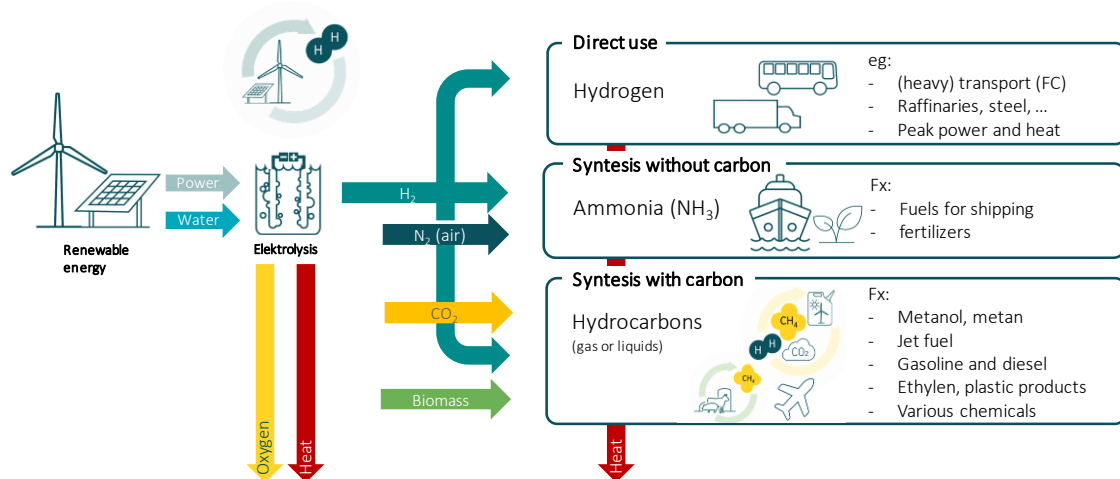 H H
Renewable
energy
Power
Water
Elektrolysis
Oxygen
Heat
H₂
N₂ (air)
CO₂
Biomass
Direct use
Hydrogen
eg:
- (heavy) transport (FC)
- Raffinaries, steel, ...
- Peak power and heat
Syntesis without carbon
Ammonia (NH₃)
Fx:
- Fuels for shipping
- fertilizers
Syntesis with carbon
Hydrocarbons
(gas or liquids)
CH₄
H H
CO₂
CH₄
Fx:
- Metanol, metan
- Jet fuel
- Gasoline and diesel
- Ethylen, plastic products
- Various chemicals
Heat